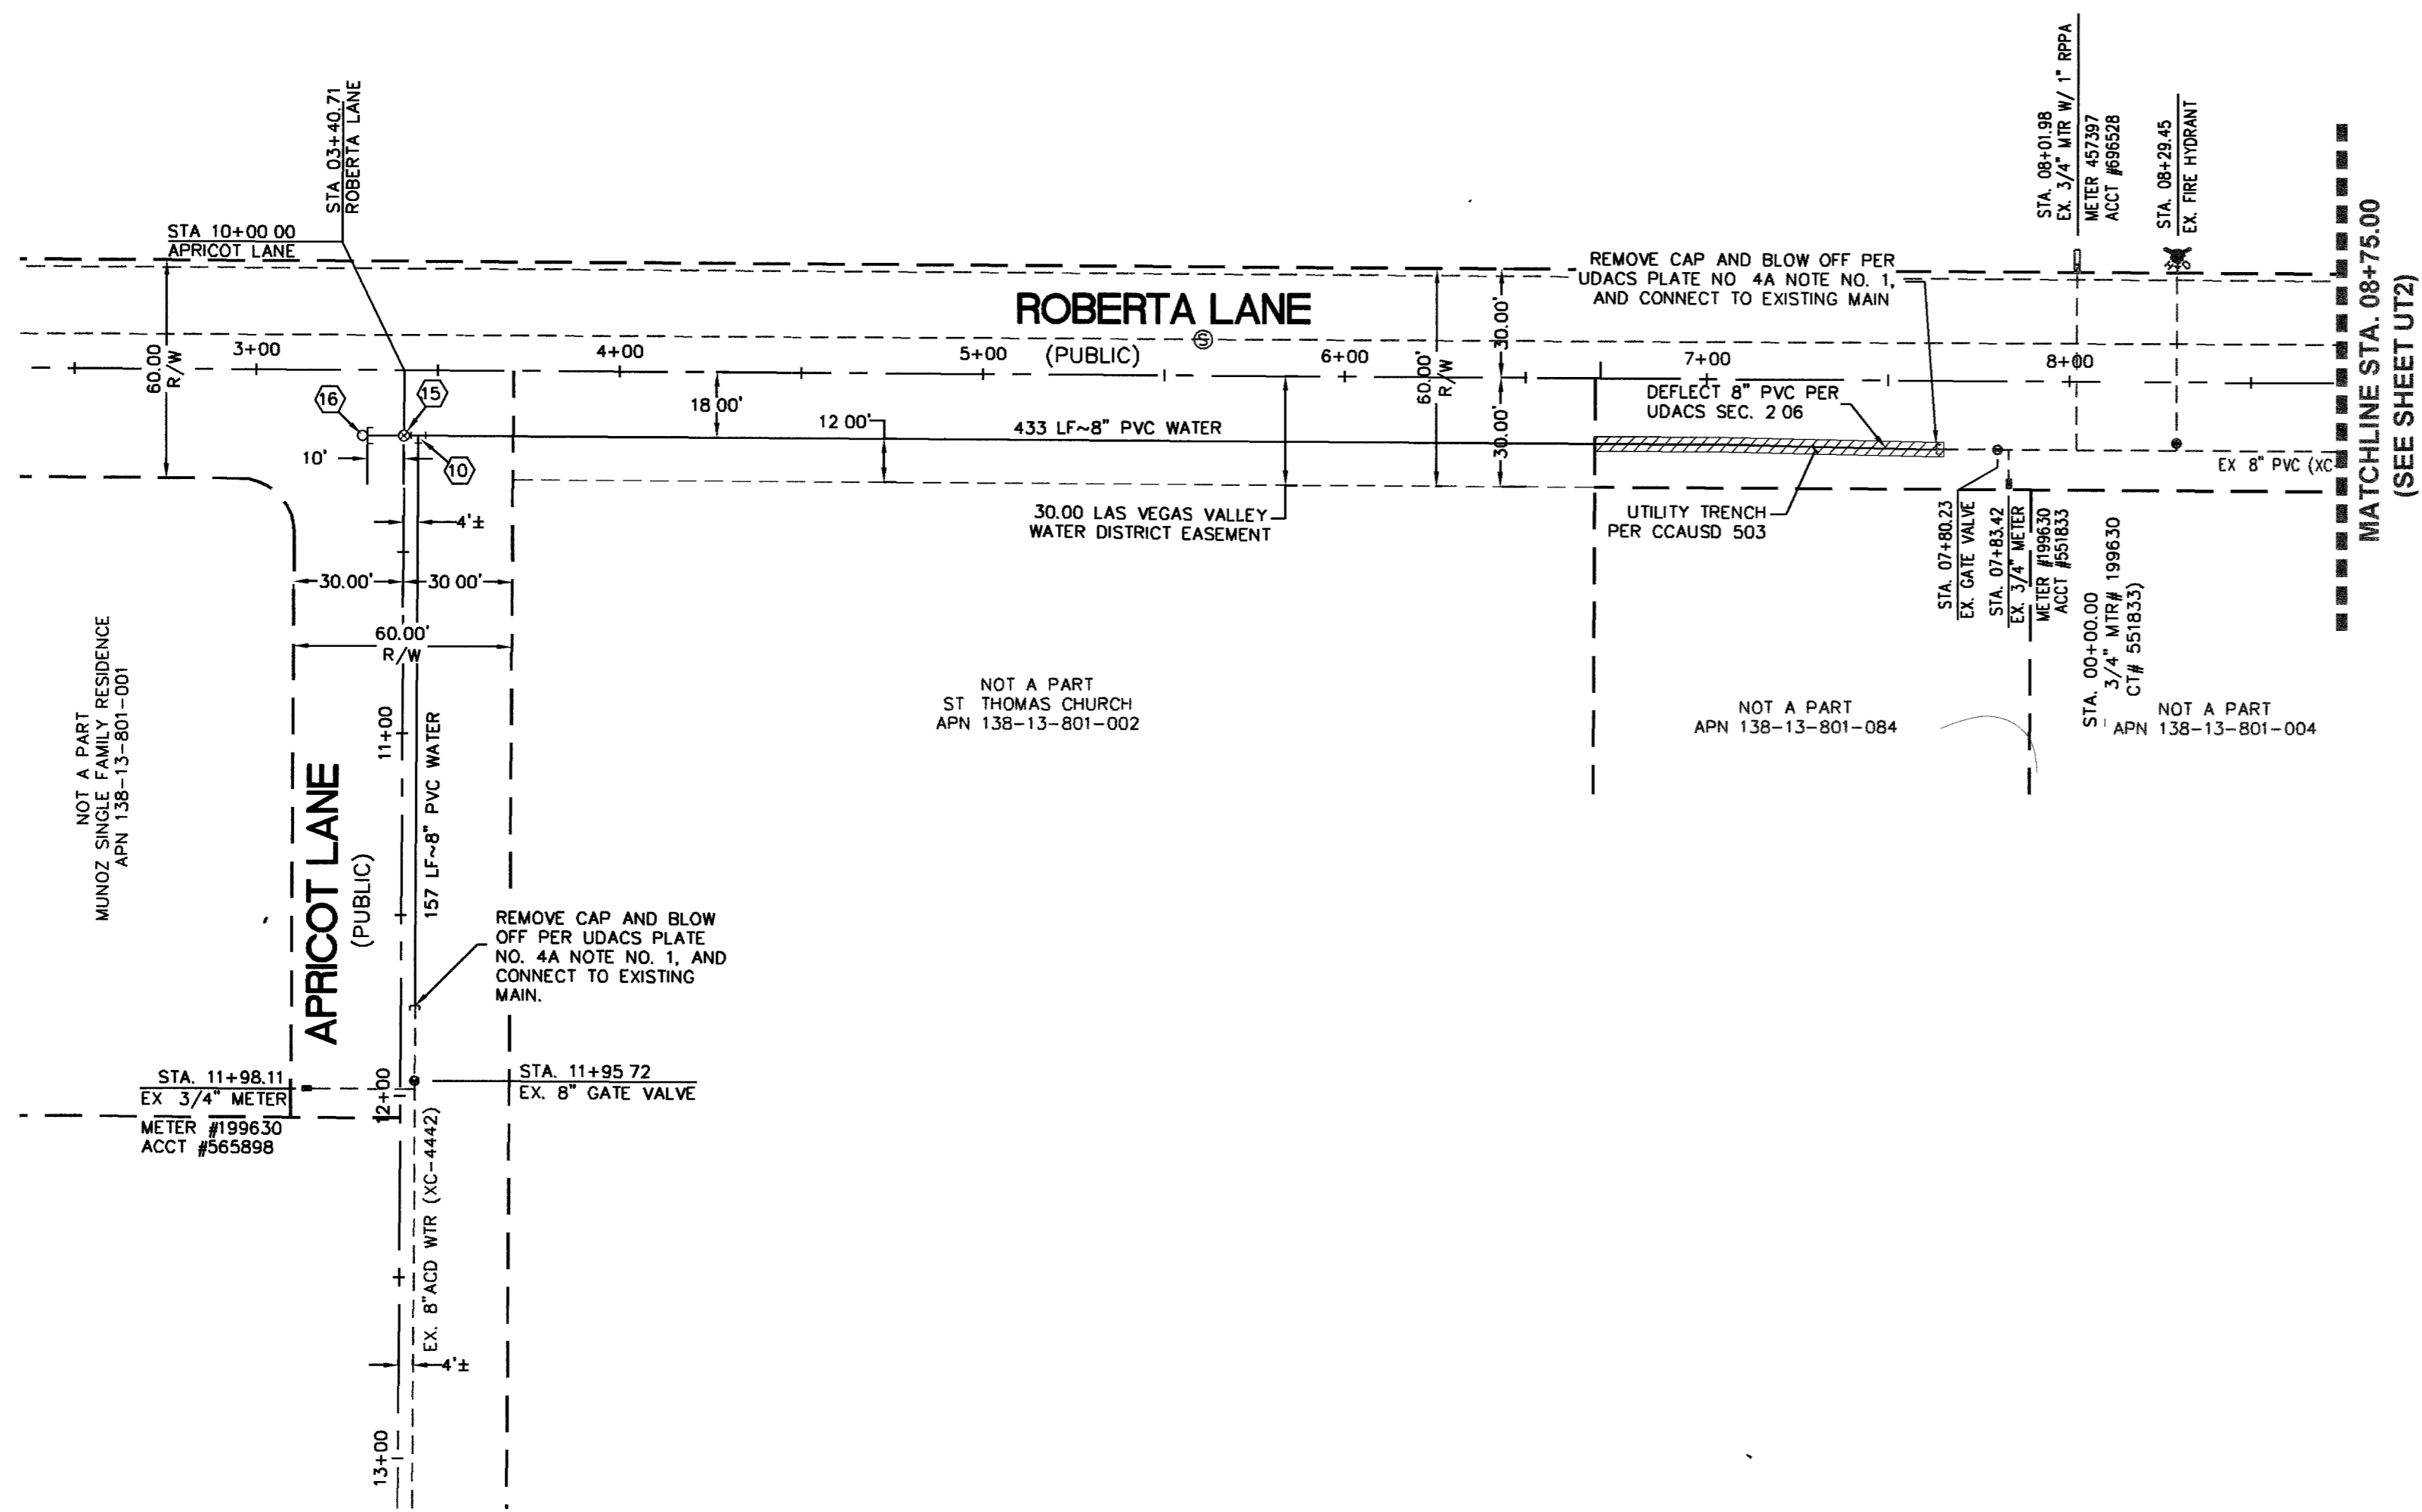 STA 03+40.71
ROBERTA LANE
STA 10+00 00
APRICOT LANE
60.00
R/W
3+00
4+00
5+00
6+00
7+00
8+00
ROBERTA LANE
(PUBLIC)
S
60.00'
R/W
30.00'
30.00'
REMOVE CAP AND BLOW OFF PER
UDACS PLATE NO 4A NOTE NO. 1,
AND CONNECT TO EXISTING MAIN
STA. 08+01.98
EX. 3/4" MTR W/ 1" RPPA
METER 457397
ACCT #696528
STA. 08+29.45
EX. FIRE HYDRANT
MATCHLINE STA. 08+75.00
(SEE SHEET UT2)
16
15
10
10'
18 00'
12 00'
433 LF~8" PVC WATER
DEFLECT 8" PVC PER
UDACS SEC. 2 06
EX 8" PVC (XC-
4'±
30.00 LAS VEGAS VALLEY
WATER DISTRICT EASEMENT
UTILITY TRENCH
PER CCAUSD 503
STA. 07+80.23
EX. GATE VALVE
STA. 07+83.42
EX. 3/4" METER
METER #199630
ACCT #551833
STA. 00+00.00
3/4" MTR# 199630
CT# 551833)
30.00'
30 00'
60.00'
R/W
NOT A PART
MUNOZ SINGLE FAMILY RESIDENCE
APN 138-13-801-001
NOT A PART
ST THOMAS CHURCH
APN 138-13-801-002
NOT A PART
APN 138-13-801-084
NOT A PART
APN 138-13-801-004
11+00
157 LF~8" PVC WATER
APRICOT LANE
(PUBLIC)
REMOVE CAP AND BLOW
OFF PER UDACS PLATE
NO. 4A NOTE NO. 1, AND
CONNECT TO EXISTING
MAIN.
STA. 11+98.11
EX 3/4" METER
METER #199630
ACCT #565898
12+00
STA. 11+95 72
EX. 8" GATE VALVE
EX. 8"ACD WTR (XC-4442)
4'±
13+00